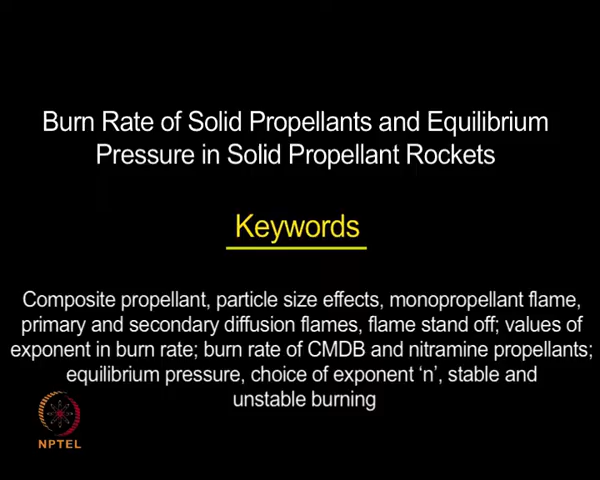 Burn Rate of Solid Propellants and Equilibrium
Pressure in Solid Propellant Rockets
Keywords
Composite propellant, particle size effects, monopropellant flame,
primary and secondary diffusion flames, flame stand off; values of
exponent in burn rate; burn rate of CMDB and nitramine propellants;
equilibrium pressure, choice of exponent ‘n’, stable and
unstable burning
NPTEL